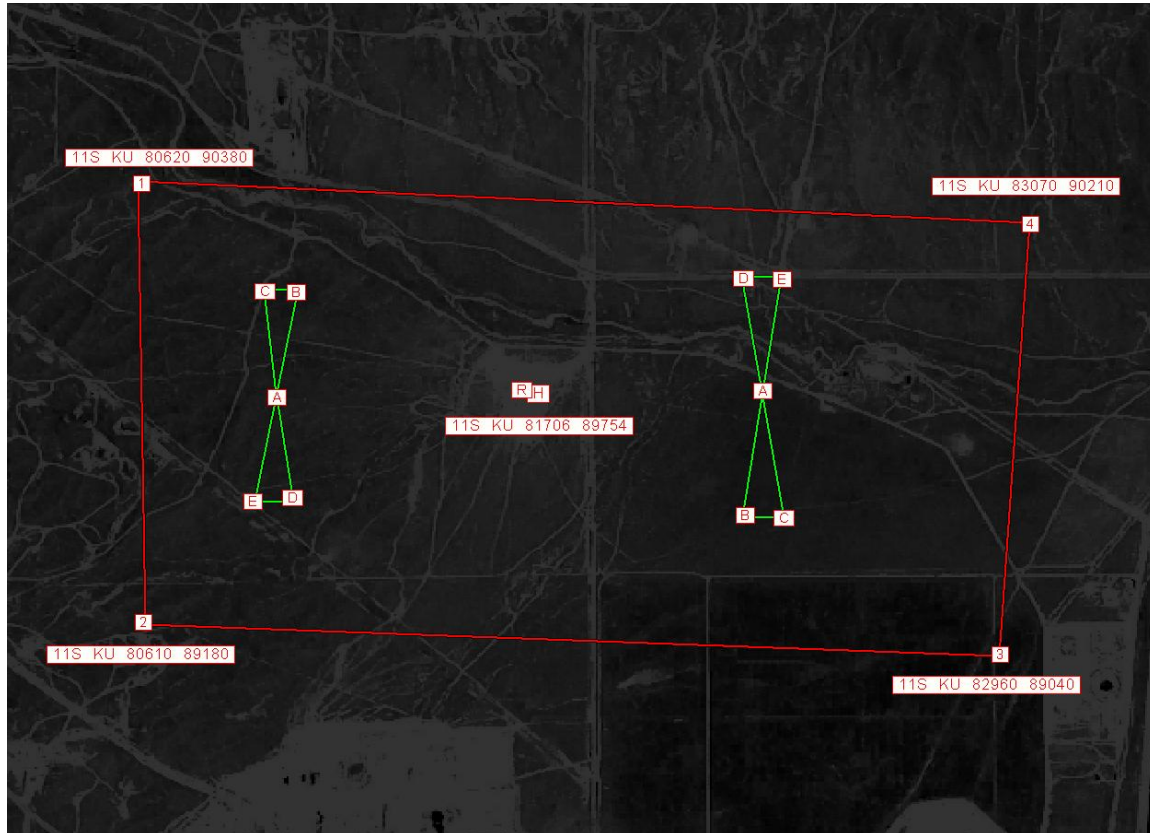 11S KU 80620 90380
1
11S KU 83070 90210
4
C B
D E
A
R H
A
11S KU 81706 89754
E D
B C
2
11S KU 80610 89180
3
11S KU 82960 89040